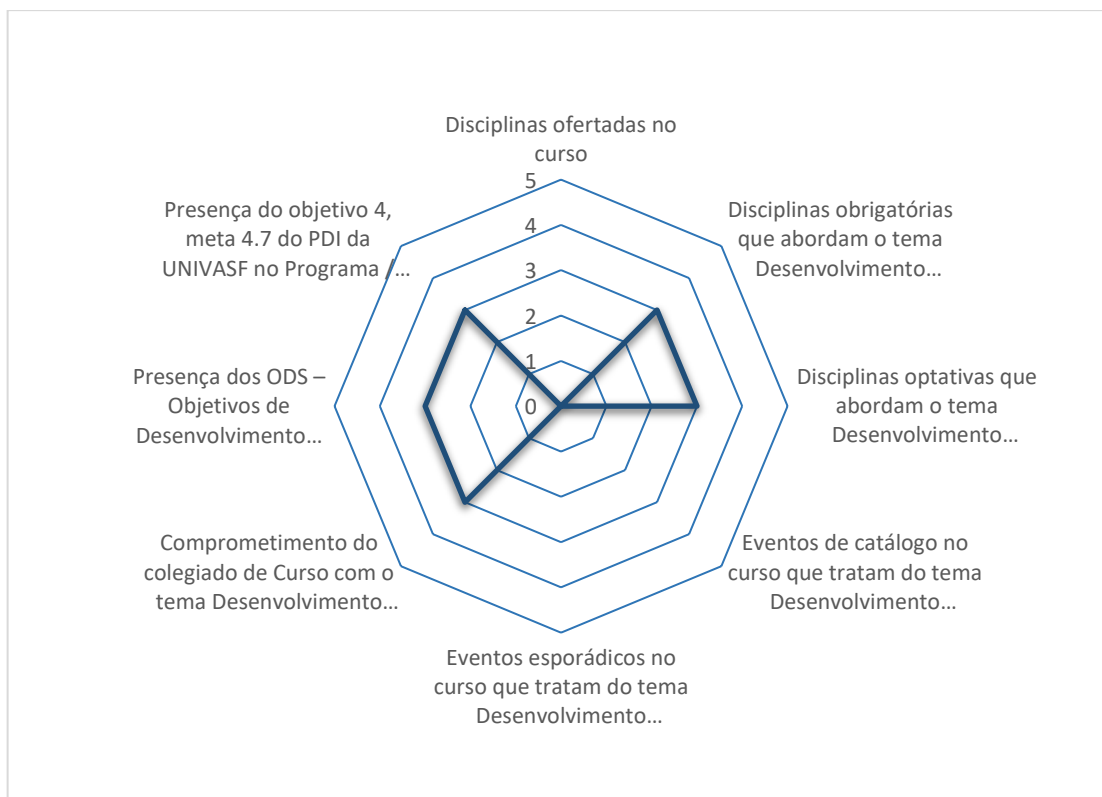 Disciplinas ofertadas no
curso
Disciplinas obrigatórias
que abordam o tema
Desenvolvimento...
Disciplinas optativas que
abordam o tema
Desenvolvimento...
Eventos de catálogo no
curso que tratam do tema
Desenvolvimento...
Eventos esporádicos no
curso que tratam do tema
Desenvolvimento...
Comprometimento do
colegiado de Curso com o
tema Desenvolvimento...
Presença dos ODS –
Objetivos de
Desenvolvimento...
Presença do objetivo 4,
meta 4.7 do PDI da
UNIVASF no Programa /...
5
4
3
2
1
0